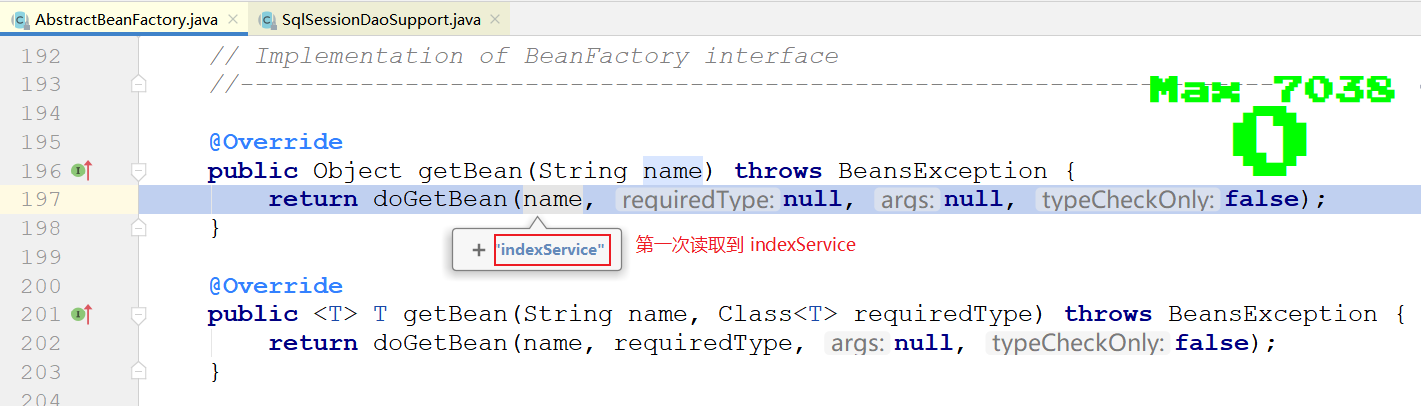 AbstractBeanFactory.java × SqlSessionDaoSupport.java ×
192 // Implementation of BeanFactory interface
193 //---------------------------------------------------------------------
Max 7038
0
194
195 @Override
196 public Object getBean(String name) throws BeansException {
197 return doGetBean(name, requiredType: null, args: null, typeCheckOnly: false);
198 }
+ "indexService" 第一次读取到 indexService
199
200 @Override
201 public <T> T getBean(String name, Class<T> requiredType) throws BeansException {
202 return doGetBean(name, requiredType, args: null, typeCheckOnly: false);
203 }
204